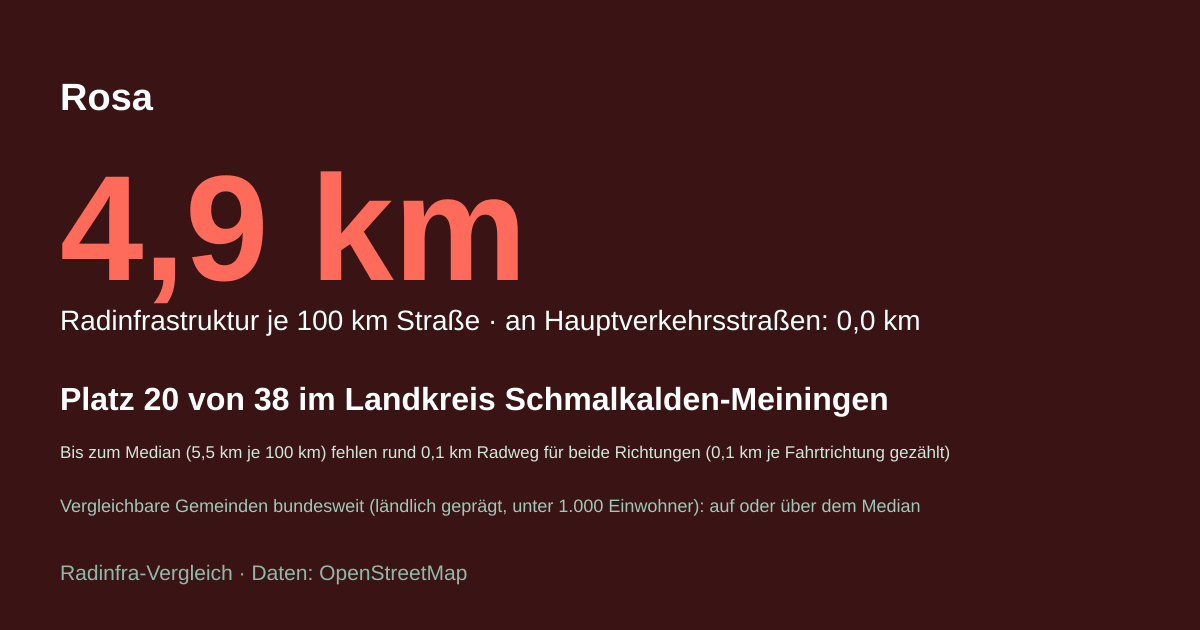 Rosa
4,9 km
Radinfrastruktur je 100 km Straße · an Hauptverkehrsstraßen: 0,0 km
Platz 20 von 38 im Landkreis Schmalkalden-Meiningen
Bis zum Median (5,5 km je 100 km) fehlen rund 0,1 km Radweg für beide Richtungen (0,1 km je Fahrtrichtung gezählt)
Vergleichbare Gemeinden bundesweit (ländlich geprägt, unter 1.000 Einwohner): auf oder über dem Median
Radinfra-Vergleich · Daten: OpenStreetMap